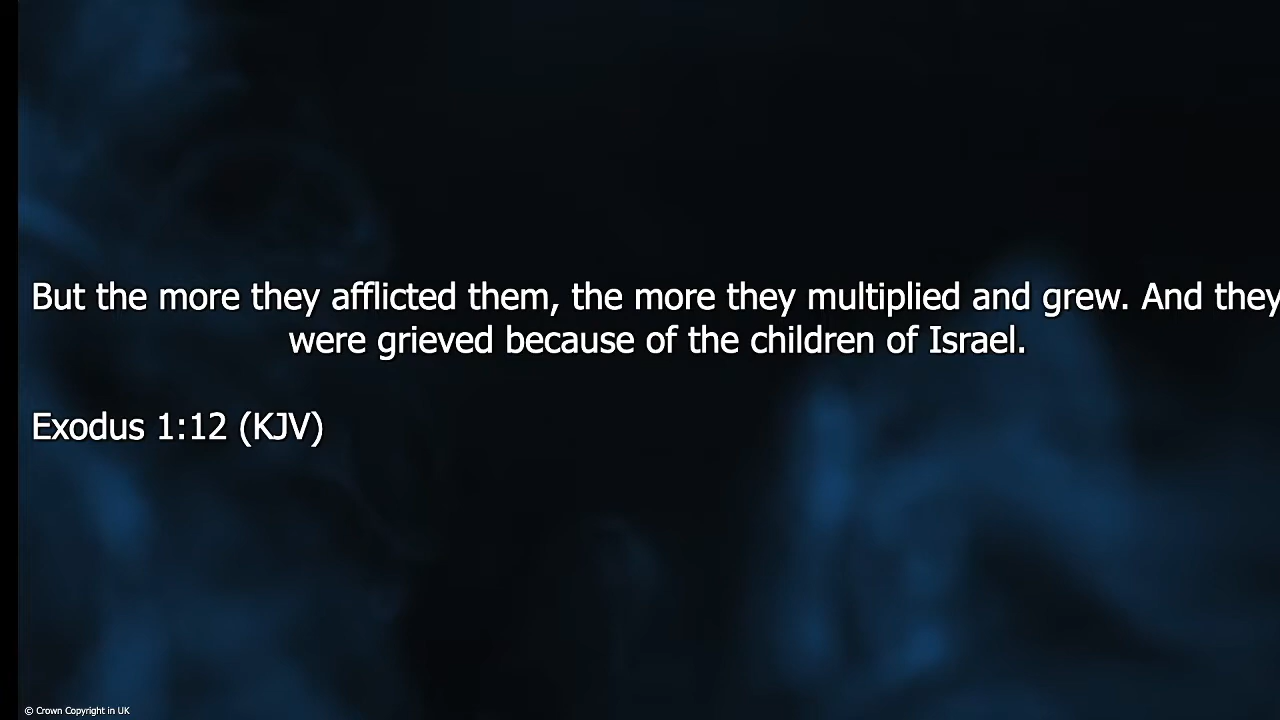 But the more they afflicted them, the more they multiplied and grew. And they
were grieved because of the children of Israel.
Exodus 1:12 (KJV)
© Crown Copyright in UK